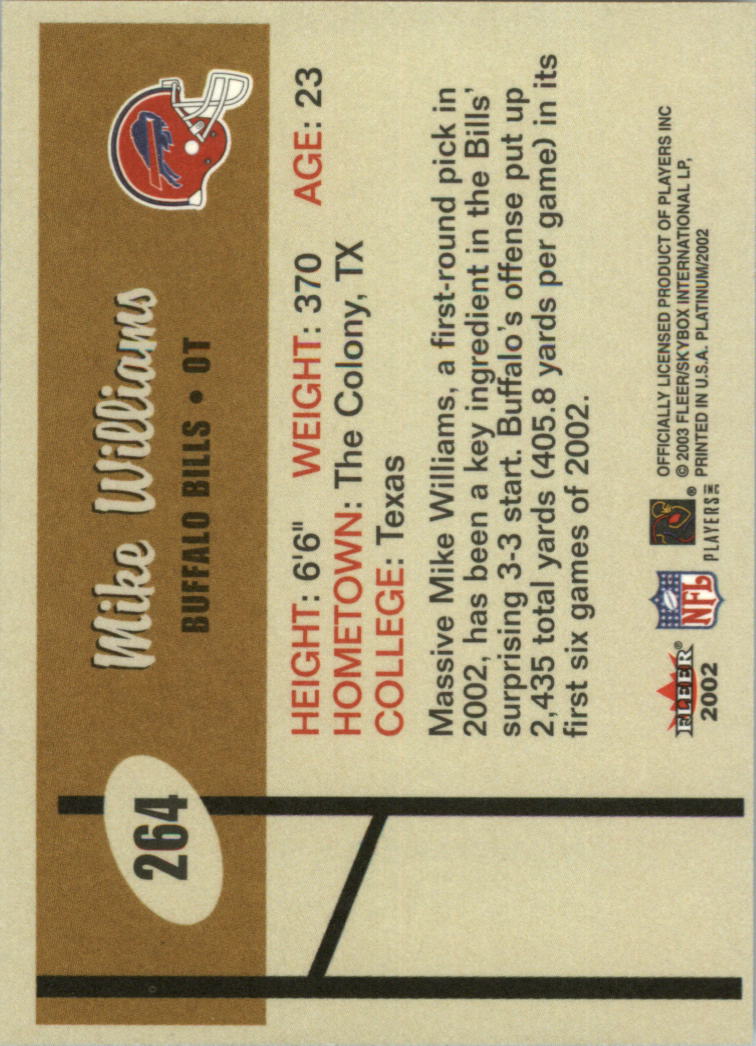 264
Mike Williams
BUFFALO BILLS • OT
HEIGHT: 6'6" WEIGHT: 370 AGE: 23
HOMETOWN: The Colony, TX
COLLEGE: Texas
Massive Mike Williams, a first-round pick in
2002, has been a key ingredient in the Bills'
surprising 3-3 start. Buffalo's offense put up
2,435 total yards (405.8 yards per game) in its
first six games of 2002.
FLEER®
2002
NFL
®
PLAYERS INC
OFFICIALLY LICENSED PRODUCT OF PLAYERS INC
© 2003 FLEER/SKYBOX INTERNATIONAL LP,
PRINTED IN U.S.A. PLATINUM/2002